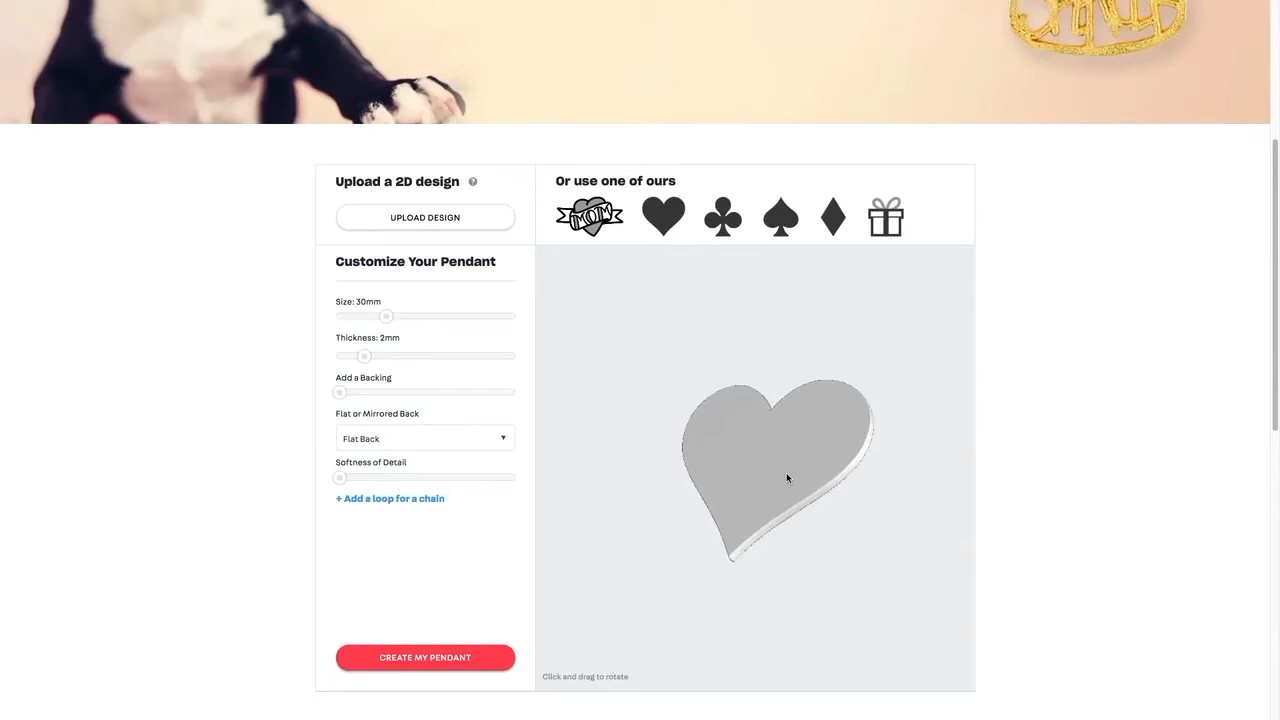 Upload a 2D design ?
UPLOAD DESIGN
Or use one of ours
MOM
Customize Your Pendant
Size: 30mm
Thickness: 2mm
Add a Backing
Flat or Mirrored Back
Flat Back
Softness of Detail
+ Add a loop for a chain
CREATE MY PENDANT
Click and drag to rotate